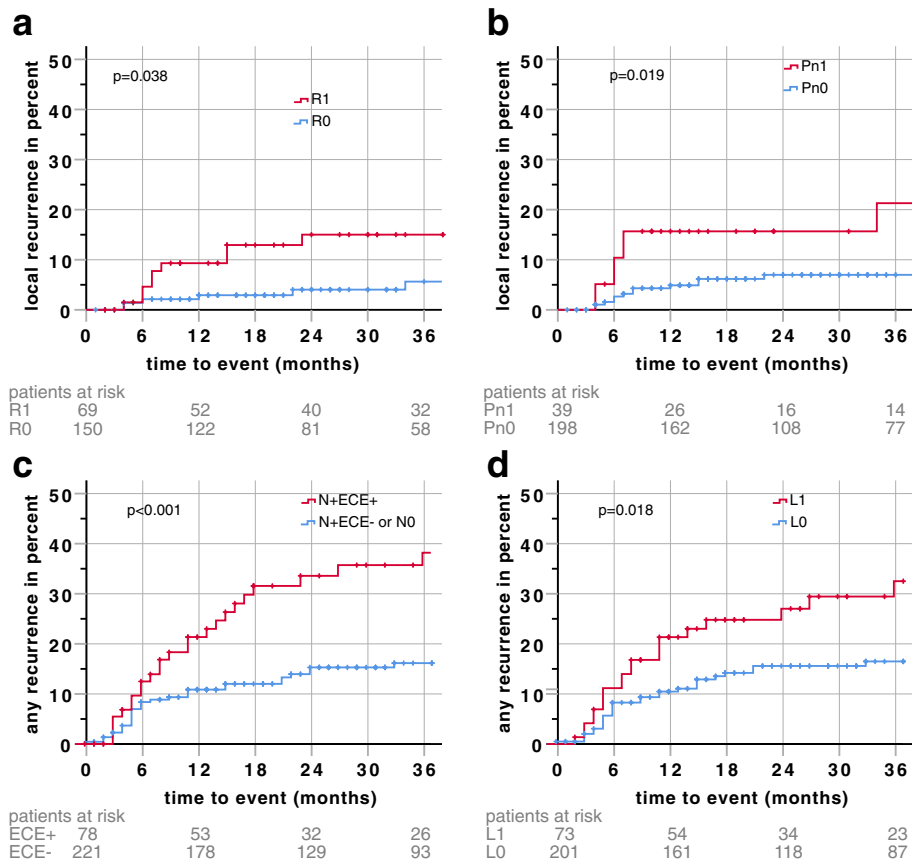 a
local recurrence in percent
50
40
30
20
10
0
p=0.038
R1
R0
0 6 12 18 24 30 36
time to event (months)
patients at risk
R1 69 52 40 32
R0 150 122 81 58
b
local recurrence in percent
50
40
30
20
10
0
p=0.019
Pn1
Pn0
0 6 12 18 24 30 36
time to event (months)
patients at risk
Pn1 39 26 16 14
Pn0 198 162 108 77
c
any recurrence in percent
50
40
30
20
10
0
p<0.001
N+ECE+
N+ECE- or N0
0 6 12 18 24 30 36
time to event (months)
patients at risk
ECE+ 78 53 32 26
ECE- 221 178 129 93
d
any recurrence in percent
50
40
30
20
10
0
p=0.018
L1
L0
0 6 12 18 24 30 36
time to event (months)
patients at risk
L1 73 54 34 23
L0 201 161 118 87